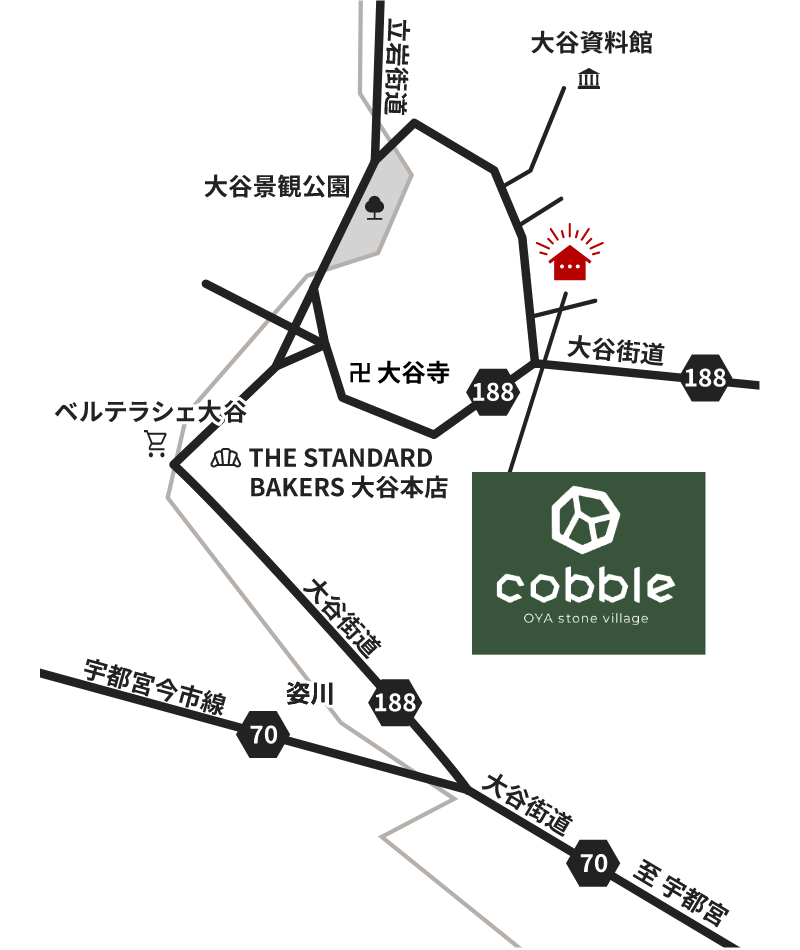 立岩街道
大谷資料館
大谷景観公園
大谷街道
卍 大谷寺
188
188
ベルテラシェ大谷
THE STANDARD
BAKERS 大谷本店
cobble
OYA stone village
大谷街道
宇都宮今市線
姿川
188
70
大谷街道
70
至 宇都宮